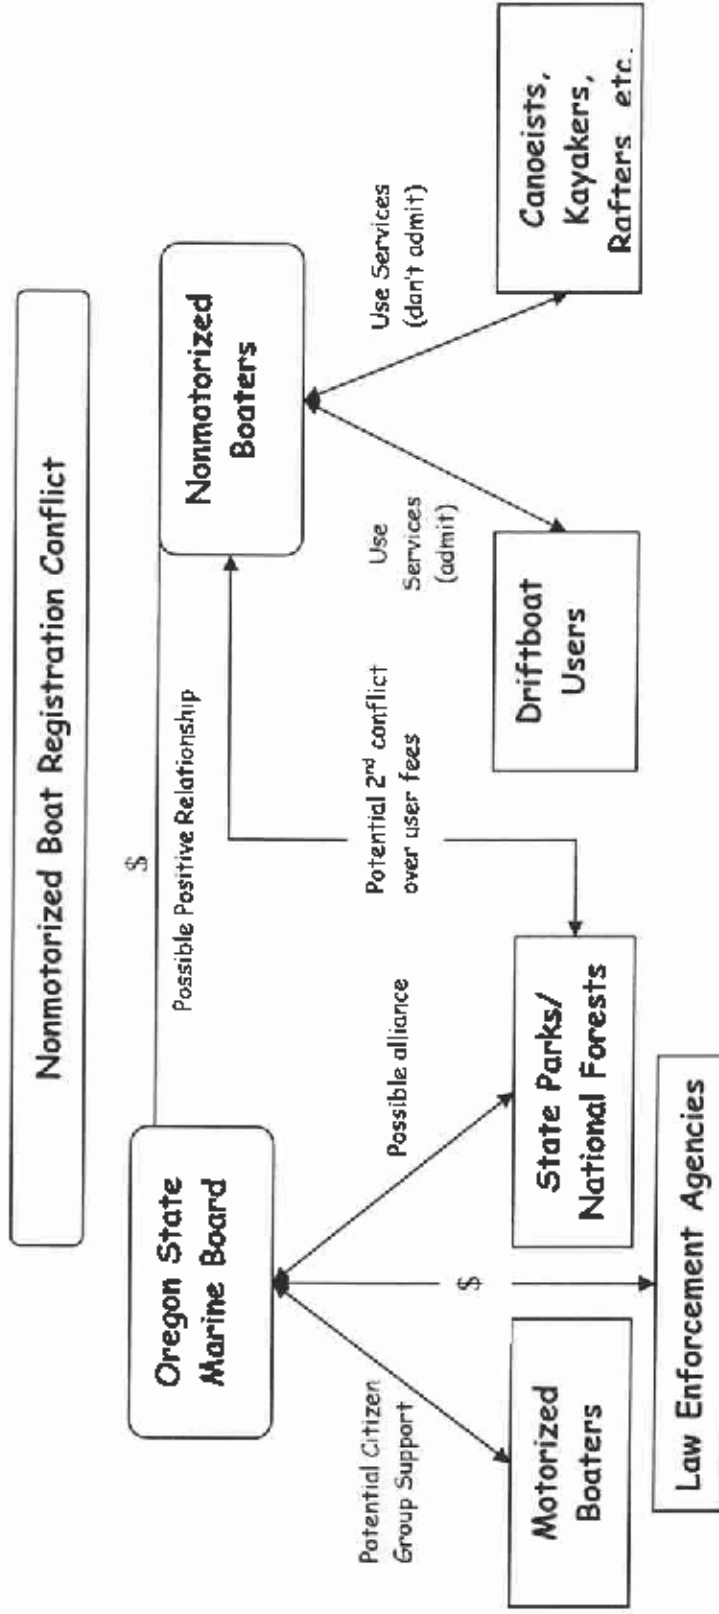 Nonmotorized Boat Registration Conflict
$
Possible Positive Relationship
Oregon State
Marine Board
Nonmotorized
Boaters
Potential Citizen
Group Support
Possible alliance
Potential 2nd conflict
over user fees
Use
Services
(admit)
Use Services
(don't admit)
$
Motorized
Boaters
State Parks/
National Forests
Driftboat
Users
Canoeists,
Kayakers,
Rafters etc.
Law Enforcement Agencies